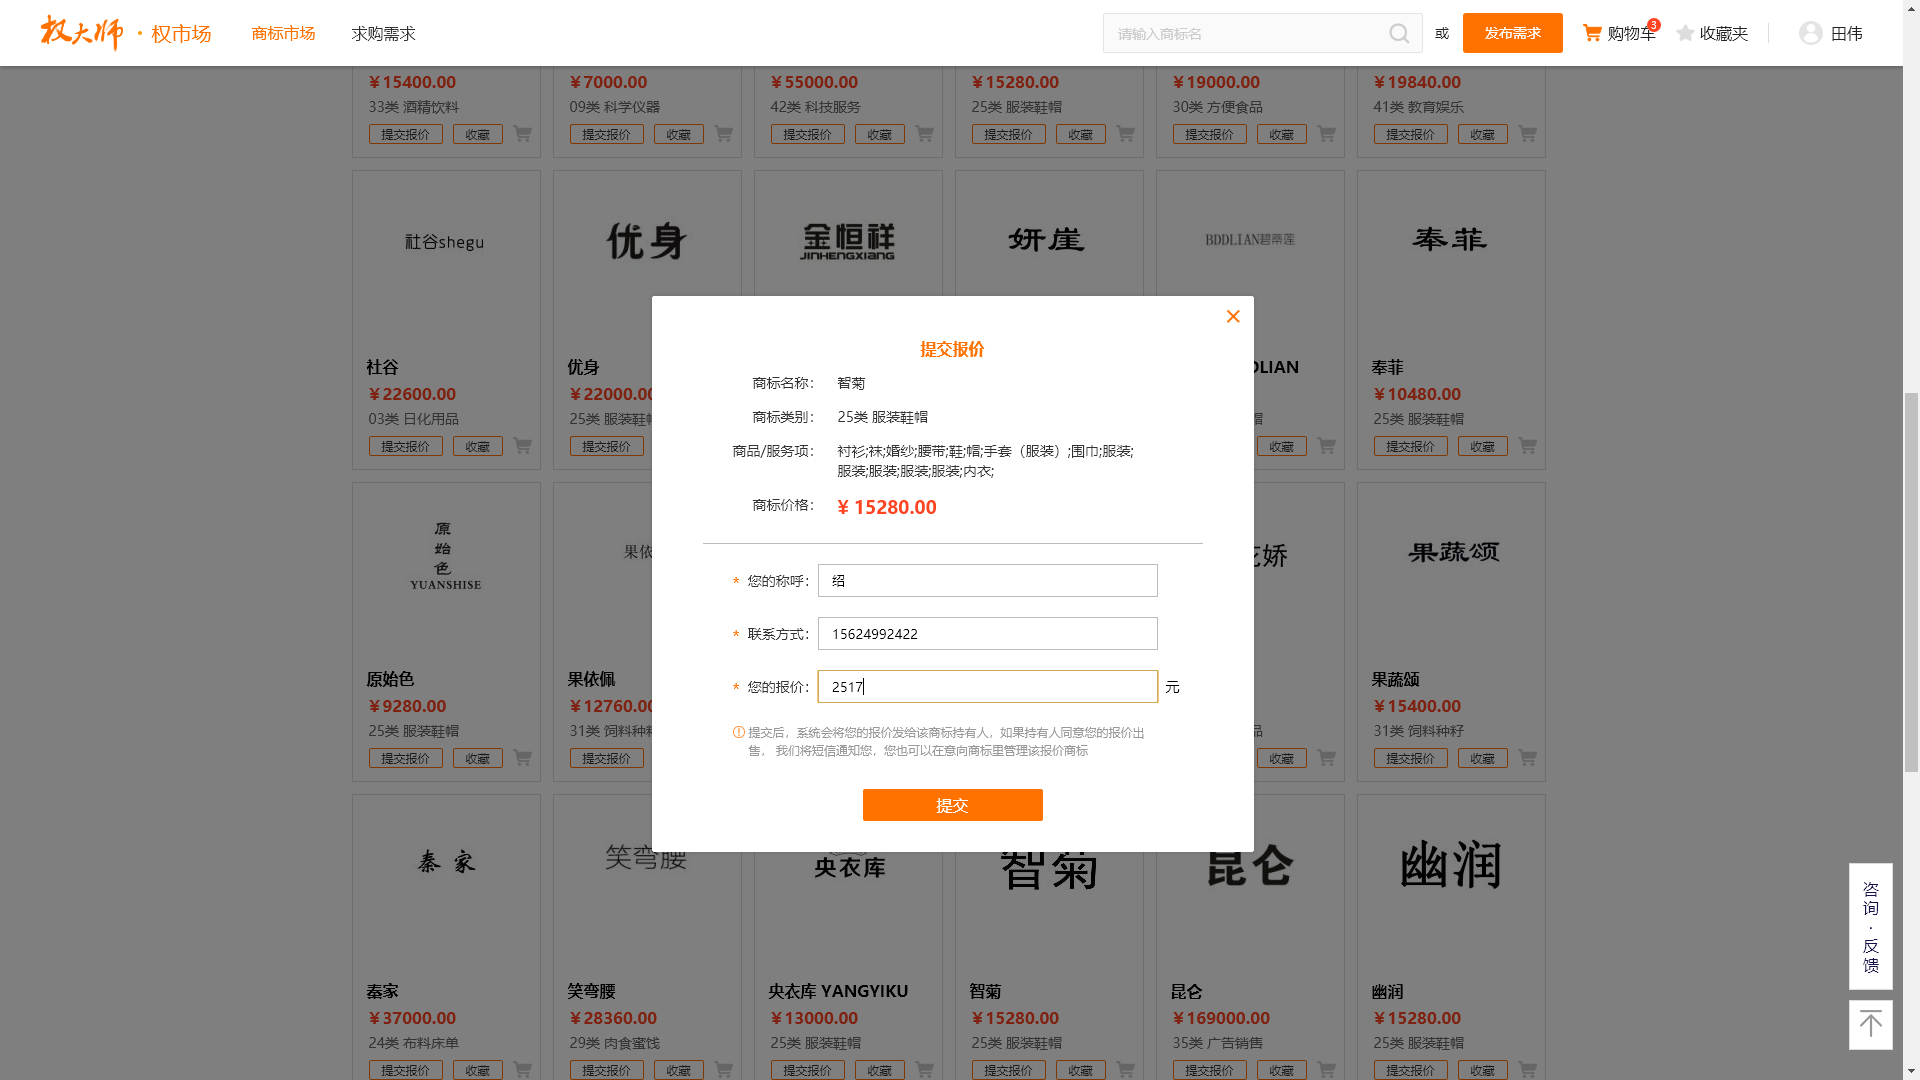 权大师 · 权市场 商标市场 求购需求 请输入商标名 或 发布需求 购物车 3 收藏夹 田伟
¥15400.00 ¥7000.00 ¥55000.00 ¥15280.00 ¥19000.00 ¥19840.00
33类 酒精饮料 09类 科学仪器 42类 科技服务 25类 服装鞋帽 30类 方便食品 41类 教育娱乐
提交报价 收藏 提交报价 收藏 提交报价 收藏 提交报价 收藏 提交报价 收藏 提交报价 收藏
社谷shegu 优身 金恒祥 JINHENGXIANG 妍崖 BDDLIAN碧蒂莲 奉菲
社谷 优身 DLIAN 奉菲
¥22600.00 ¥22000.00 ¥10480.00
03类 日化用品 25类 服装鞋帽 帽 25类 服装鞋帽
提交报价 收藏 提交报价 收藏 提交报价 收藏
提交报价
商标名称： 智菊
商标类别： 25类 服装鞋帽
商品/服务项： 衬衫;袜;婚纱;腰带;鞋;帽;手套（服装）;围巾;服装;
服装;服装;服装;服装;内衣;
商标价格： ¥ 15280.00
* 您的称呼： 绍
* 联系方式： 15624992422
* 您的报价： 2517 元
提交后，系统会将您的报价发给该商标持有人，如果持有人同意您的报价出
售， 我们将短信通知您，您也可以在意向商标里管理该报价商标
提交
原始色 YUANSHISE 果依 花娇 果蔬颂
原始色 果依佩 果蔬颂
¥9280.00 ¥12760.00 ¥15400.00
25类 服装鞋帽 31类 饲料种籽 品 31类 饲料种籽
提交报价 收藏 提交报价 收藏 提交报价 收藏
秦家 笑弯腰 央衣库 智菊 昆仑 幽润
秦家 笑弯腰 央衣库 YANGYIKU 智菊 昆仑 幽润
¥37000.00 ¥28360.00 ¥13000.00 ¥15280.00 ¥169000.00 ¥15280.00
24类 布料床单 29类 肉食蜜饯 25类 服装鞋帽 25类 服装鞋帽 35类 广告销售 25类 服装鞋帽
提交报价 收藏 提交报价 收藏 提交报价 收藏 提交报价 收藏 提交报价 收藏 提交报价 收藏
咨询·反馈